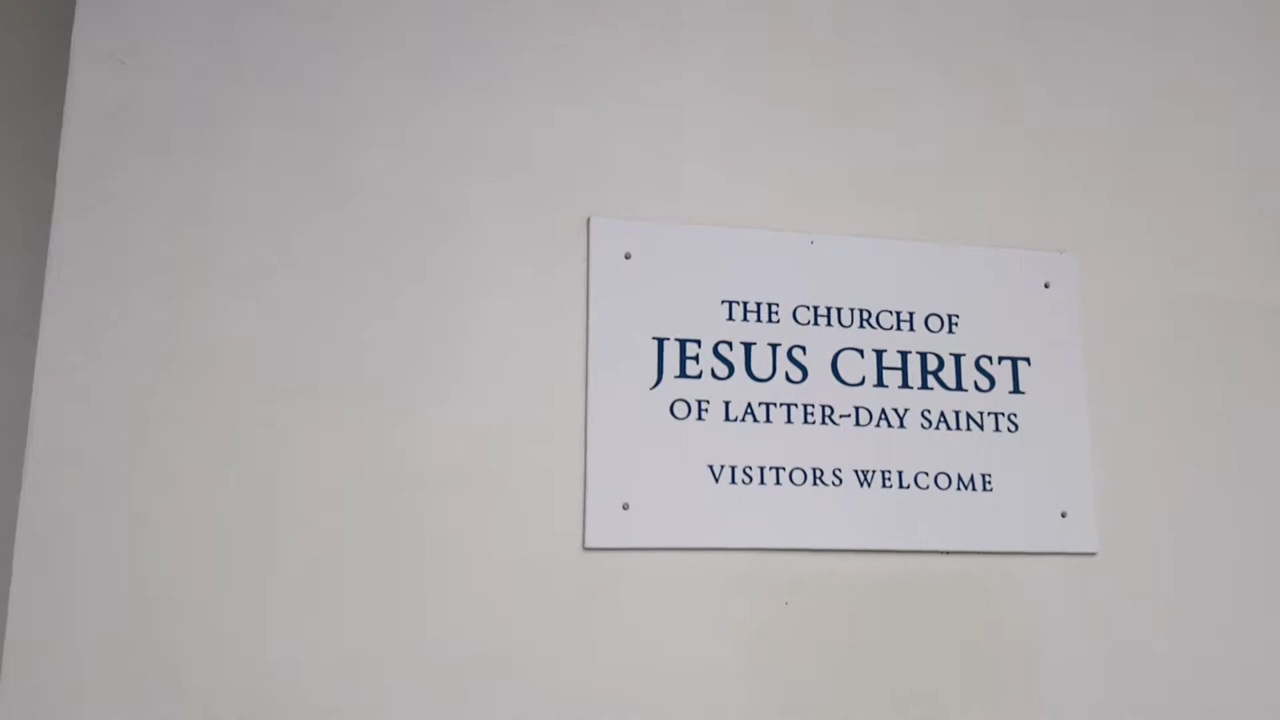 THE CHURCH OF
JESUS CHRIST
OF LATTER-DAY SAINTS
VISITORS WELCOME